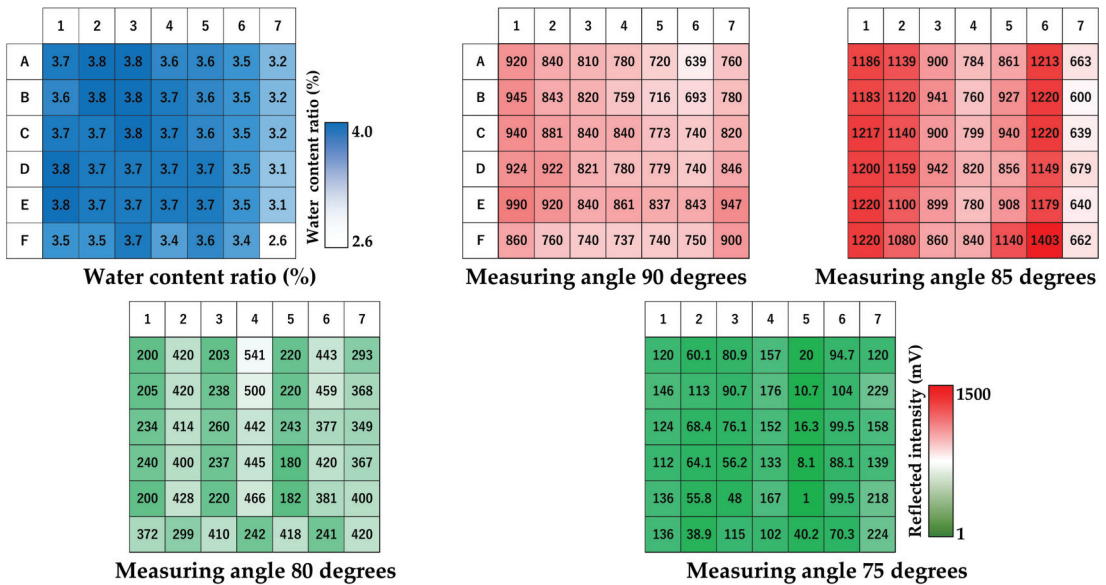 1 2 3 4 5 6 7
A 3.7 3.8 3.8 3.6 3.6 3.5 3.2
B 3.6 3.8 3.8 3.7 3.6 3.5 3.2
C 3.7 3.7 3.8 3.7 3.6 3.5 3.2
D 3.8 3.7 3.7 3.7 3.7 3.5 3.1
E 3.8 3.7 3.7 3.7 3.7 3.5 3.1
F 3.5 3.5 3.7 3.4 3.6 3.4 2.6
Water content ratio (%)
4.0
2.6
Water content ratio (%)
1 2 3 4 5 6 7
A 920 840 810 780 720 639 760
B 945 843 820 759 716 693 780
C 940 881 840 840 773 740 820
D 924 922 821 780 779 740 846
E 990 920 840 861 837 843 947
F 860 760 740 737 740 750 900
Measuring angle 90 degrees
1 2 3 4 5 6 7
1186 1139 900 784 861 1213 663
1183 1120 941 760 927 1220 600
1217 1140 900 799 940 1220 639
1200 1159 942 820 856 1149 679
1220 1100 899 780 908 1179 640
1220 1080 860 840 1140 1403 662
Measuring angle 85 degrees
1 2 3 4 5 6 7
200 420 203 541 220 443 293
205 420 238 500 220 459 368
234 414 260 442 243 377 349
240 400 237 445 180 420 367
200 428 220 466 182 381 400
372 299 410 242 418 241 420
Measuring angle 80 degrees
1 2 3 4 5 6 7
120 60.1 80.9 157 20 94.7 120
146 113 90.7 176 10.7 104 229
124 68.4 76.1 152 16.3 99.5 158
112 64.1 56.2 133 8.1 88.1 139
136 55.8 48 167 1 99.5 218
136 38.9 115 102 40.2 70.3 224
Measuring angle 75 degrees
Reflected intensity (mV)
1500
1